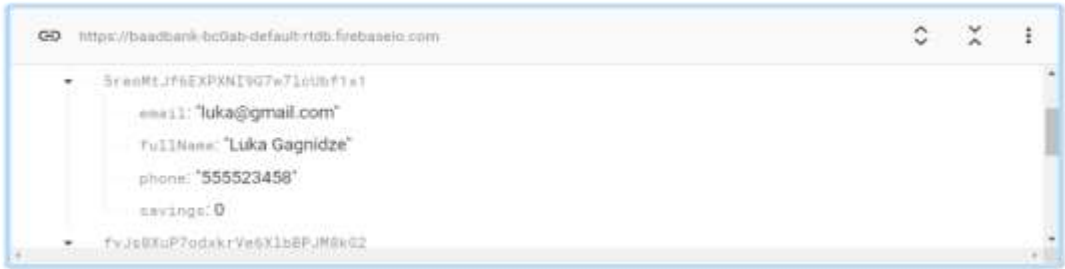 https://baadbank-bc0ab-default-rtdb.firebaseio.com
email: "luka@gmail.com"
fullName: "Luka Gagnidze"
phone: "555523458"
savings: 0